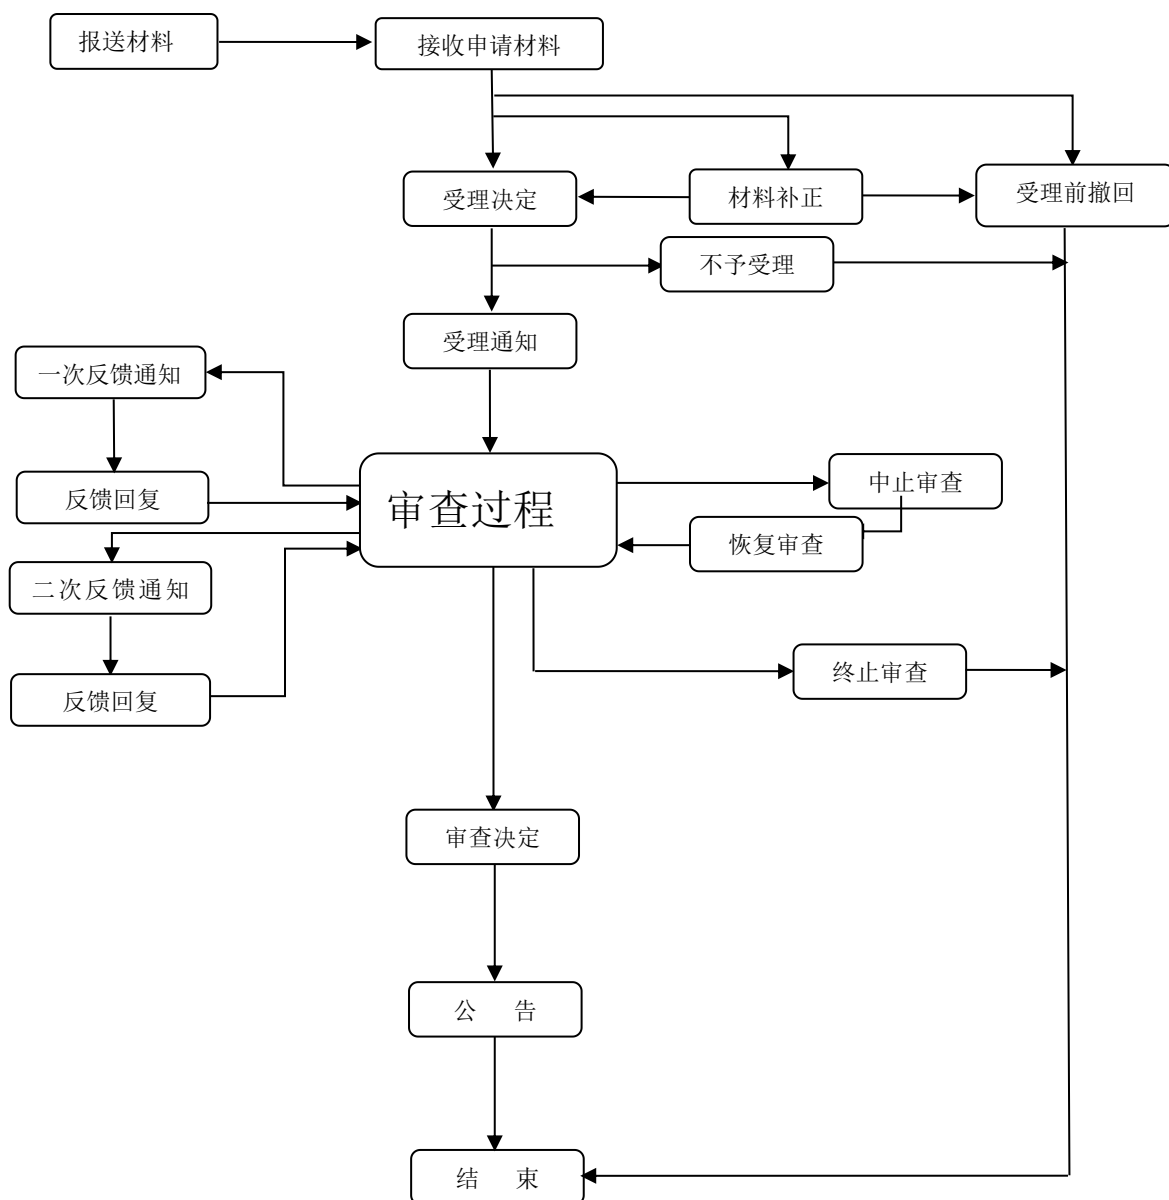 报送材料
接收申请材料
受理决定
材料补正
受理前撤回
不予受理
受理通知
一次反馈通知
反馈回复
审查过程
中止审查
恢复审查
二次反馈通知
反馈回复
终止审查
审查决定
公 告
结 束